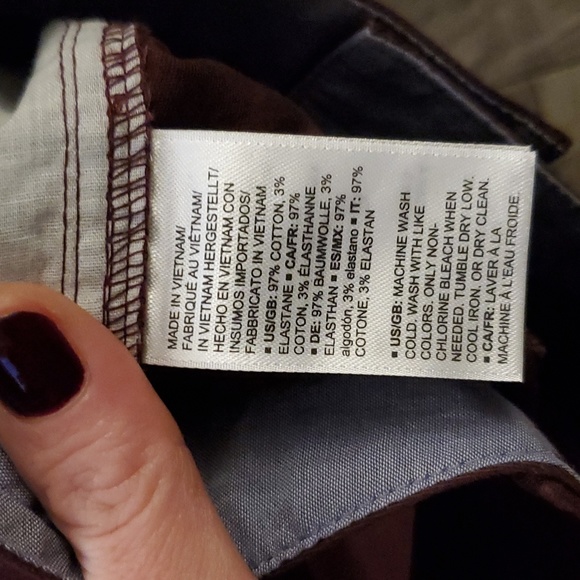 MADE IN VIETNAM/
FABRIQUÉ AU VIÊTNAM/
IN VIETNAM HERGESTELLT/
HECHO EN VIETNAM CON
INSUMOS IMPORTADOS/
FABBRICATO IN VIETNAM
▪ US/GB: 97% COTTON, 3%
ELASTANE ▪ CA/FR: 97%
COTON, 3% ÉLASTHANNE
▪ DE: 97% BAUMWOLLE, 3%
ELASTHAN ▪ ES/MX: 97%
algodón, 3% elastano ▪ IT: 97%
COTONE, 3% ELASTAN
▪ US/GB: MACHINE WASH
COLD. WASH WITH LIKE
COLORS, ONLY NON-
CHLORINE BLEACH WHEN
NEEDED. TUMBLE DRY LOW.
COOL IRON. OR DRY CLEAN.
▪ CA/FR: LAVER À LA
MACHINE À L'EAU FROIDE.